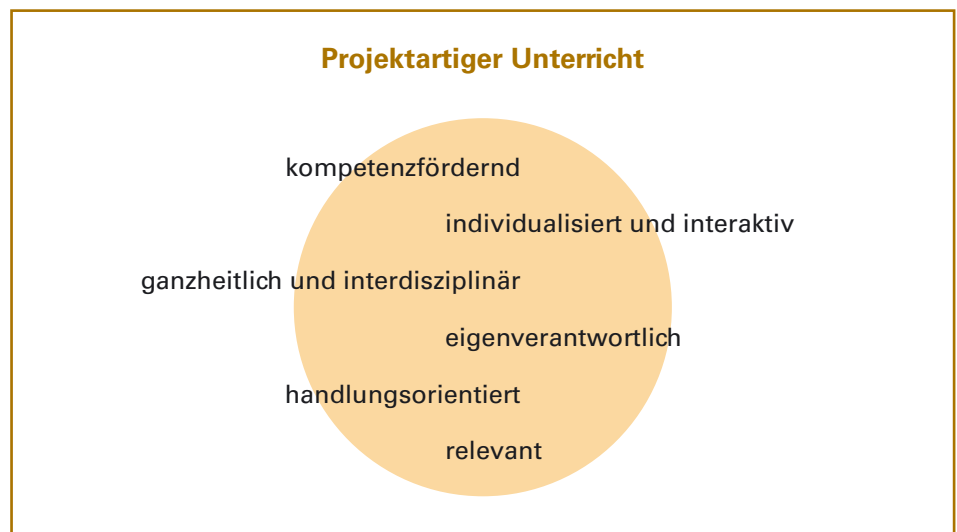 Projektartiger Unterricht
kompetenzfördernd
individualisiert und interaktiv
ganzheitlich und interdisziplinär
eigenverantwortlich
handlungsorientiert
relevant